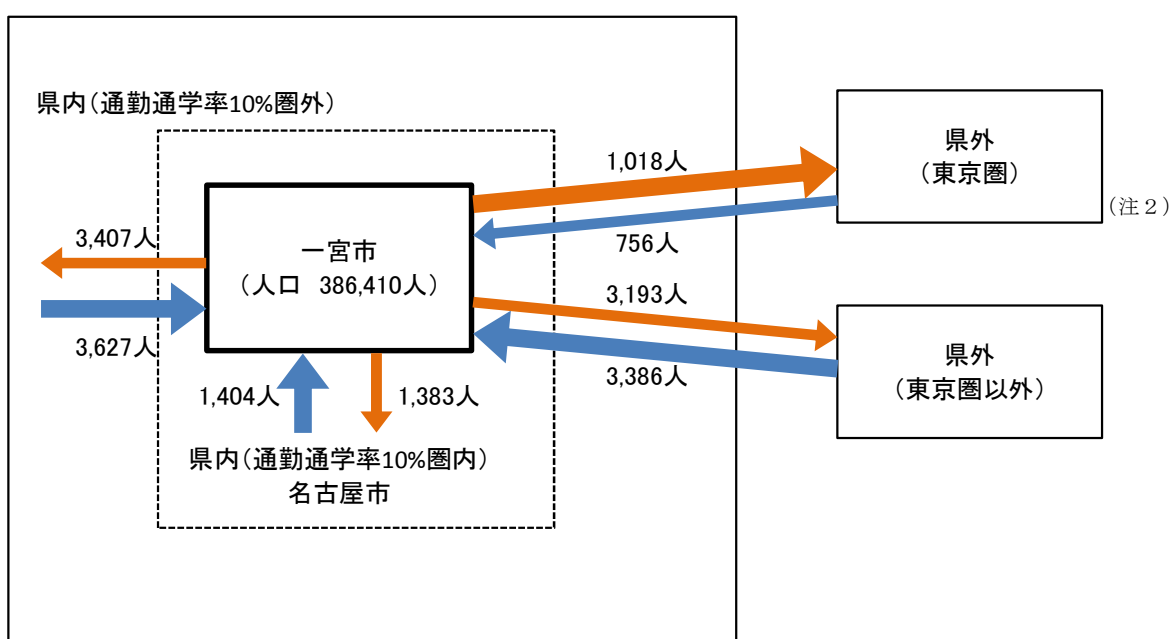 県内(通勤通学率10%圏外)
1,018人
県外
(東京圏)
(注2)
3,407人
一宮市
(人口 386,410人)
756人
3,193人
3,627人
県外
(東京圏以外)
3,386人
1,404人
1,383人
県内(通勤通学率10%圏内)
名古屋市